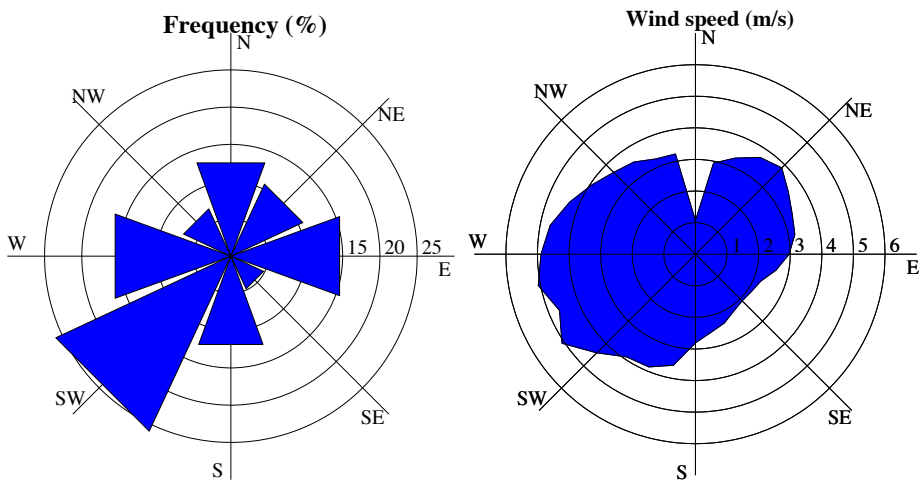 Frequency (%)
N
NW
NE
W
15 20 25
E
SW
SE
S
Wind speed (m/s)
N
NW
NE
W
1 2 3 4 5 6
E
SW
SE
S